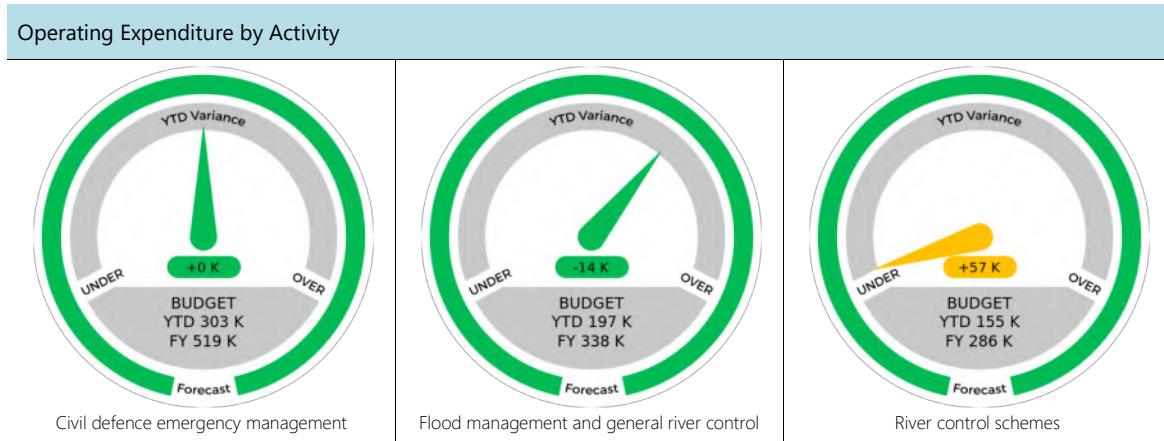 Operating Expenditure by Activity
YTD Variance
UNDER
OVER
+0 K
BUDGET
YTD 303 K
FY 519 K
Forecast
Civil defence emergency management
YTD Variance
UNDER
OVER
-14 K
BUDGET
YTD 197 K
FY 338 K
Forecast
Flood management and general river control
YTD Variance
UNDER
OVER
+57 K
BUDGET
YTD 155 K
FY 286 K
Forecast
River control schemes